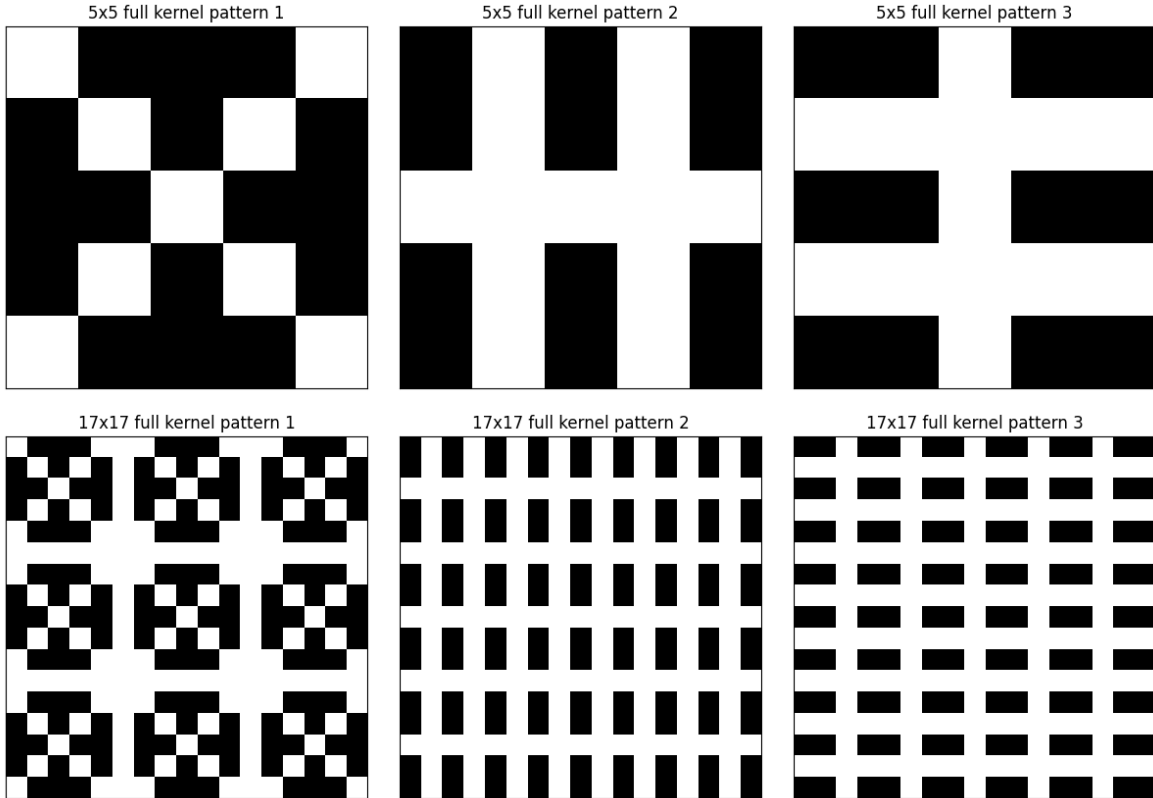 5x5 full kernel pattern 1
5x5 full kernel pattern 2
5x5 full kernel pattern 3
17x17 full kernel pattern 1
17x17 full kernel pattern 2
17x17 full kernel pattern 3